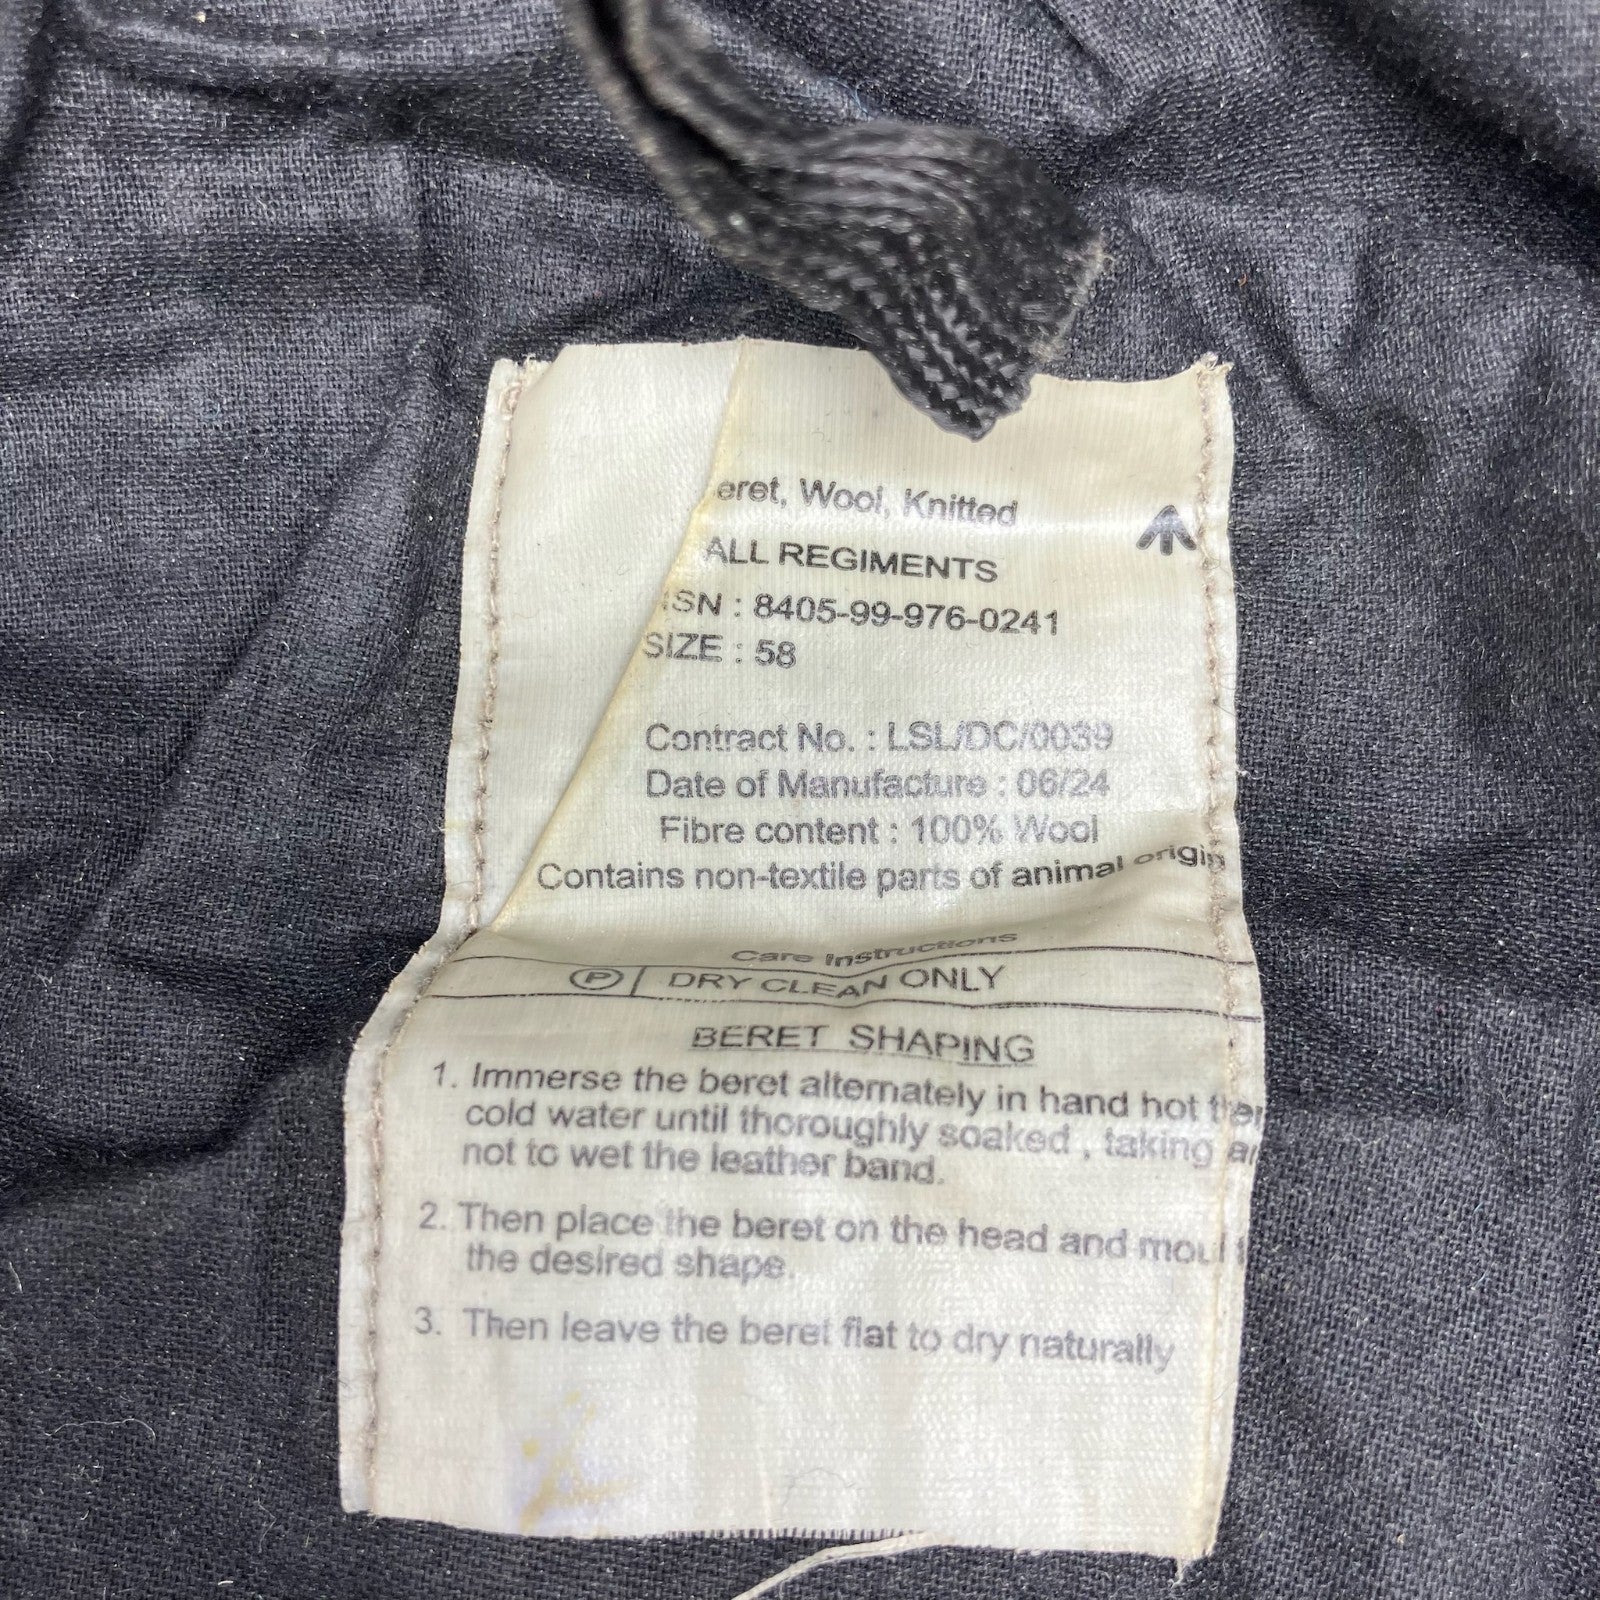 eret, Wool, Knitted
ALL REGIMENTS
SN : 8405-99-976-0241
SIZE : 58
Contract No. : LSL/DC/0039
Date of Manufacture : 06/24
Fibre content : 100% Wool
Contains non-textile parts of animal origin
Care Instructions
P DRY CLEAN ONLY
BERET SHAPING
1. Immerse the beret alternately in hand hot
cold water until thoroughly soaked , taking
not to wet the leather band.
2. Then place the beret on the head and moul
the desired shape.
3. Then leave the beret flat to dry naturally